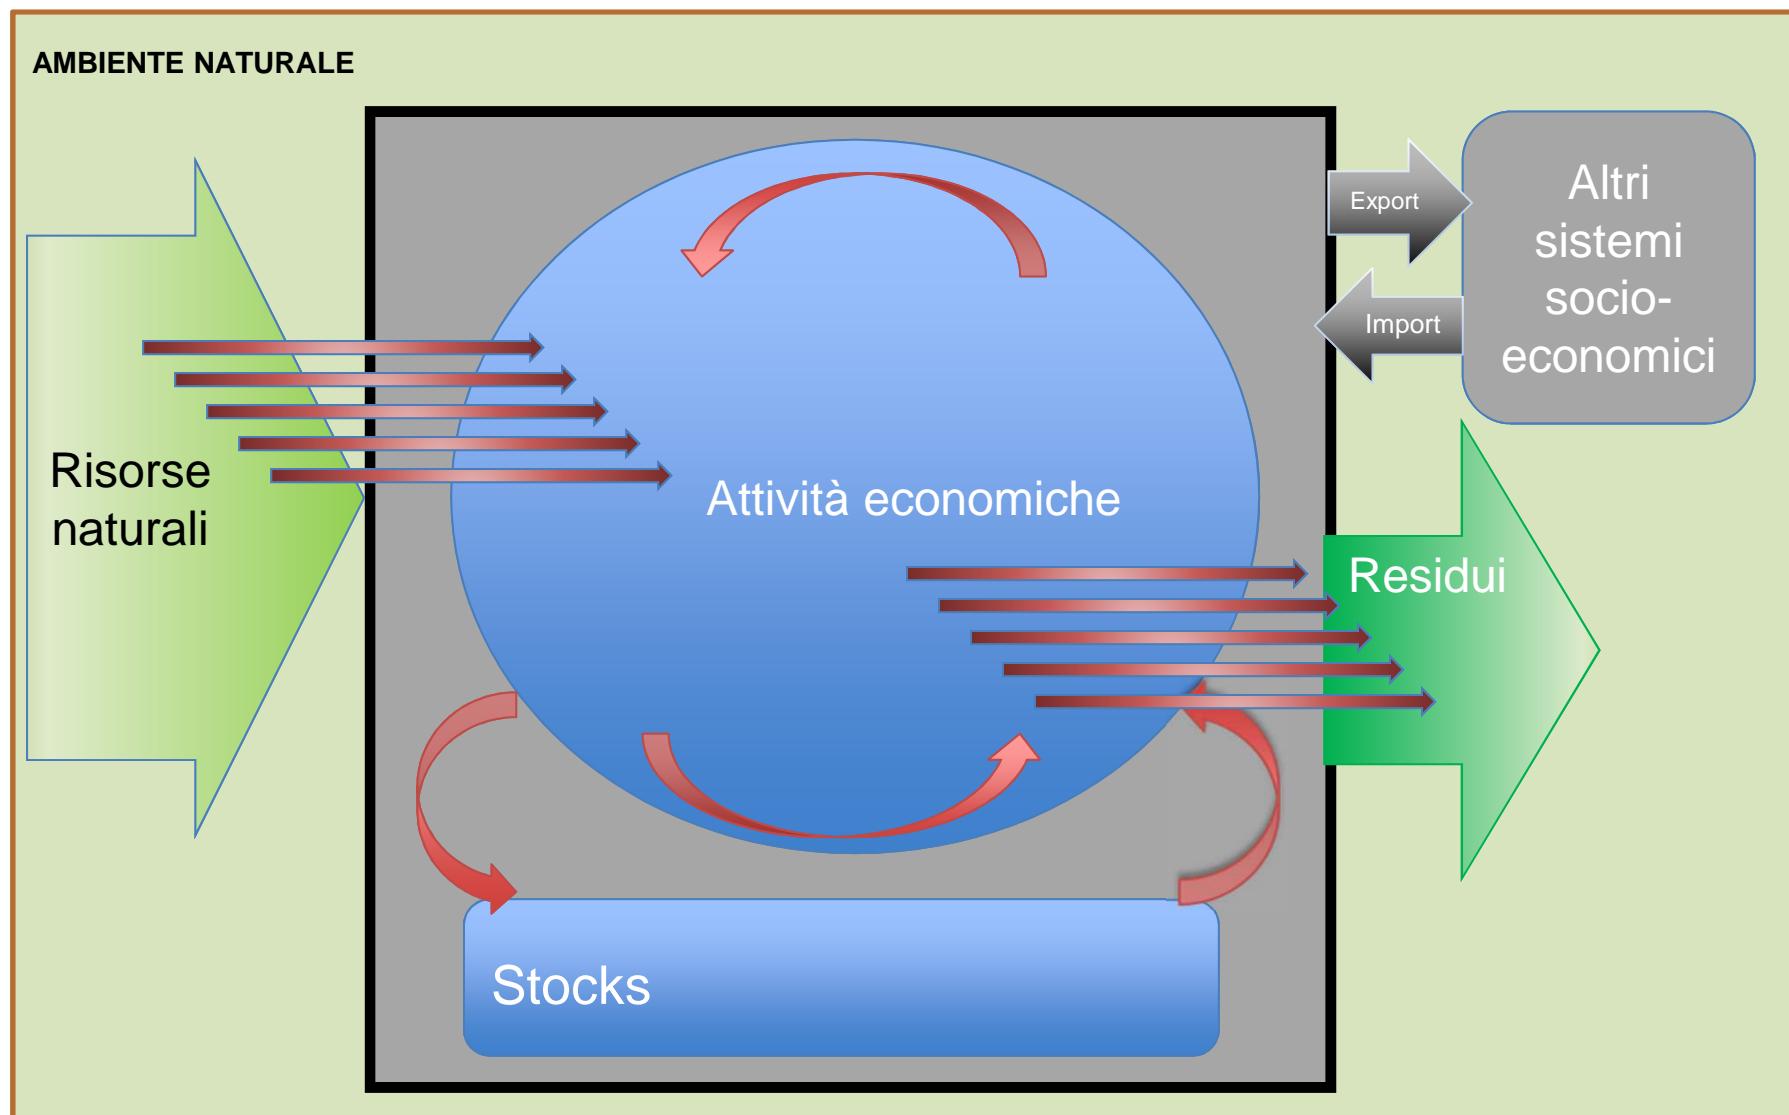 AMBIENTE NATURALE
Export
Import
Altri
sistemi
socio-
economici
Risorse
naturali
Attività economiche
Residui
Stocks